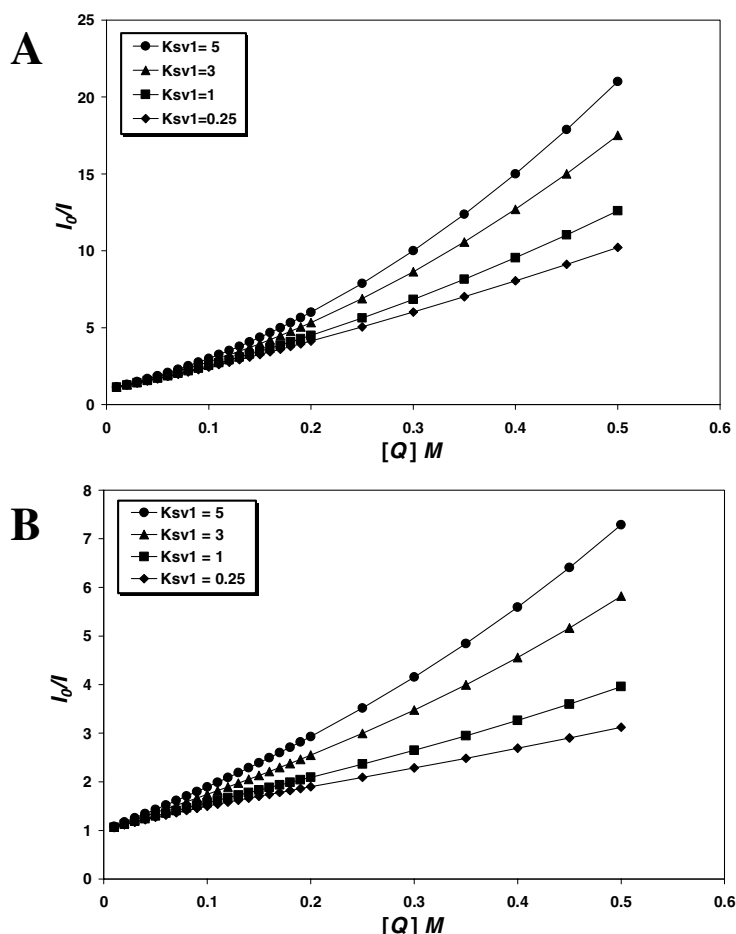 A
25
20
15
10
5
0
I0/I
Ksv1= 5
Ksv1=3
Ksv1=1
Ksv1=0.25
0 0.1 0.2 0.3 0.4 0.5 0.6
[Q] M
B
8
7
6
5
4
3
2
1
0
I0/I
Ksv1 = 5
Ksv1 = 3
Ksv1 = 1
Ksv1 = 0.25
0 0.1 0.2 0.3 0.4 0.5 0.6
[Q] M